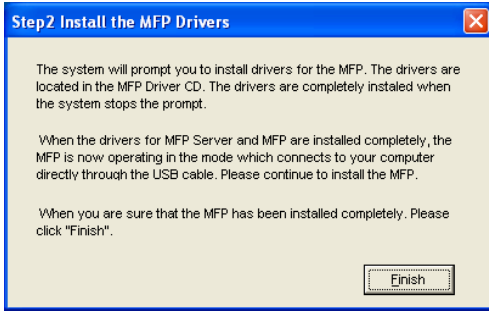 Step2 Install the MFP Drivers
The system will prompt you to install drivers for the MFP. The drivers are
located in the MFP Driver CD. The drivers are completely instaled when
the system stops the prompt.
When the drivers for MFP Server and MFP are installed completely, the
MFP is now operating in the mode which connects to your computer
directly through the USB cable. Please continue to install the MFP.
When you are sure that the MFP has been installed completely. Please
click "Finish".
Finish